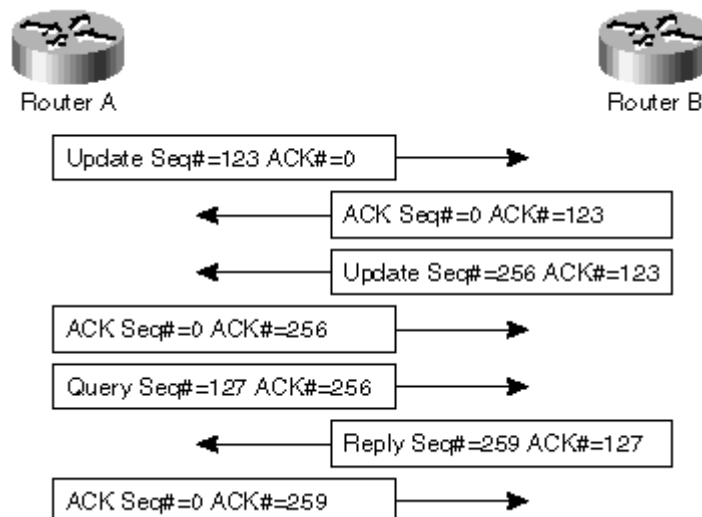 Router A
Router B
Update Seq#=123 ACK#=0
ACK Seq#=0 ACK#=123
Update Seq#=256 ACK#=123
ACK Seq#=0 ACK#=256
Query Seq#=127 ACK#=256
Reply Seq#=259 ACK#=127
ACK Seq#=0 ACK#=259